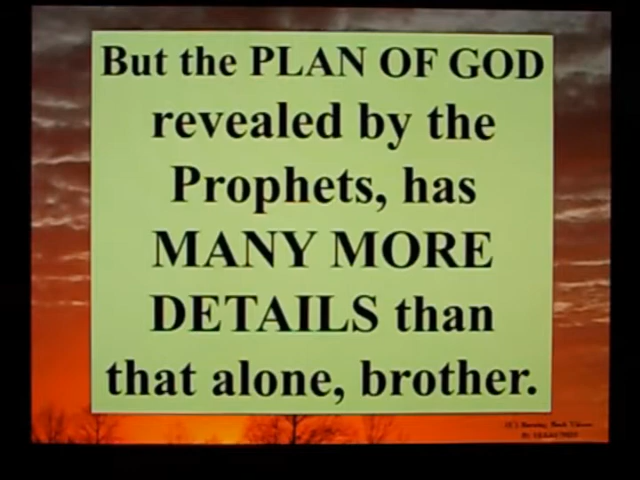 But the PLAN OF GOD
revealed by the
Prophets, has
MANY MORE
DETAILS than
that alone, brother.